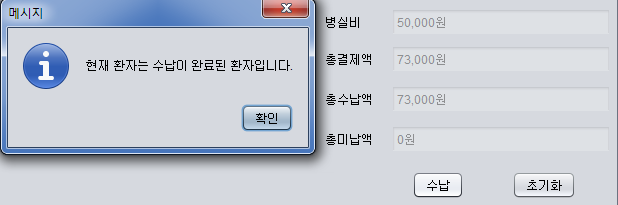 메시지
현재 환자는 수납이 완료된 환자입니다.
확인
병실비 50,000원
총결제액 73,000원
총수납액 73,000원
총미납액 0원
수납 초기화